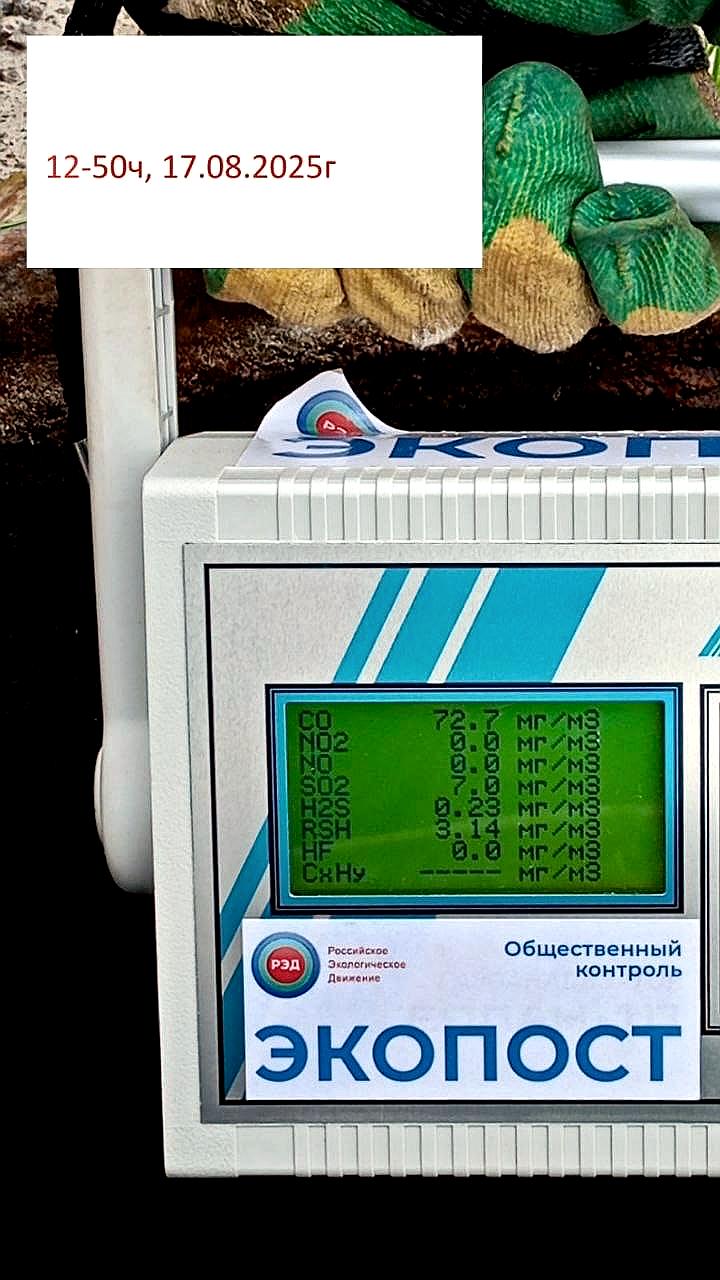 12-50ч, 17.08.2025г
ЭКОП
CO 72.7 мг/м3
NO2 0.0 мг/м3
NO 0.0 мг/м3
SO2 7.0 мг/м3
H2S 0.23 мг/м3
RSH 3.14 мг/м3
HF 0.0 мг/м3
CxHy ----- мг/м3
РЭД
Российское
Экологическое
Движение
Общественный
контроль
ЭКОПОСТ